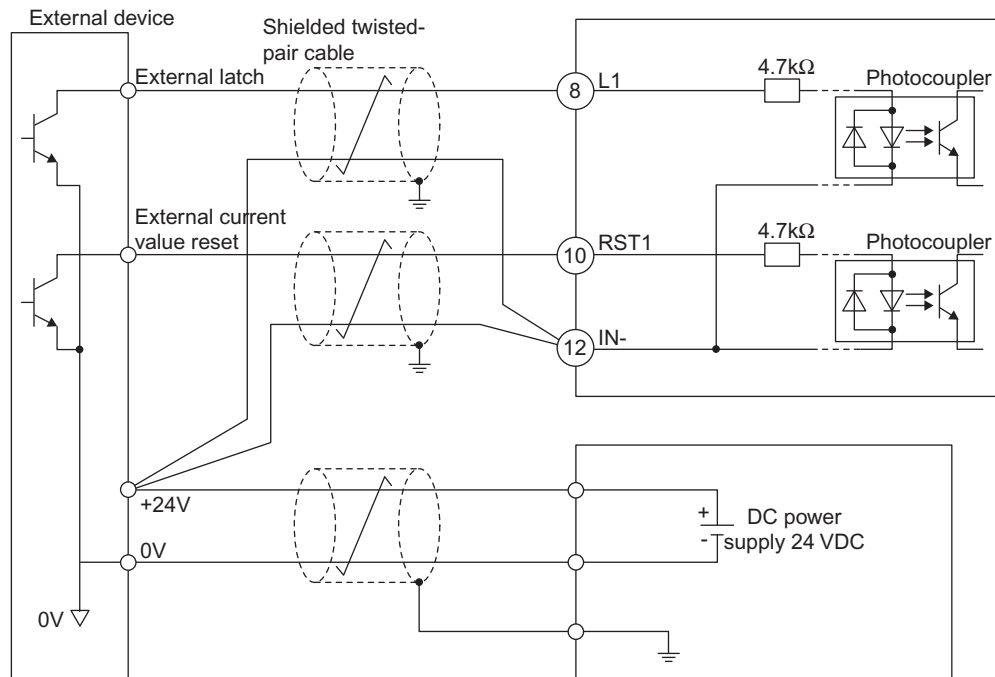 External device
Shielded twisted-
pair cable
External latch
8
L1
4.7kΩ
Photocoupler
External current
value reset
10
RST1
4.7kΩ
Photocoupler
12
IN-
+24V
0V
0V
+
-
DC power
supply 24 VDC